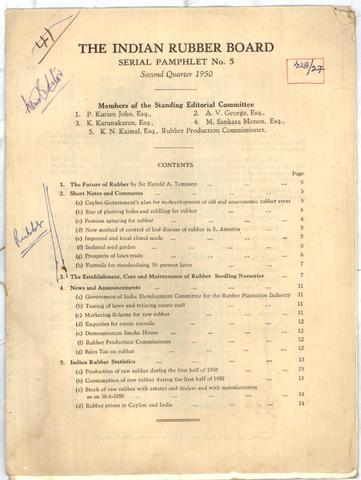 41
THE INDIAN RUBBER BOARD
SERIAL PAMPHLET No. 5
Second Quarter 1950
228/27
Members of the Standing Editorial Committee
1. P. Kurian John, Esq., 2. A. V. George, Esq.,
3. K. Karunakaran, Esq., 4. M. Sankara Menon, Esq.,
5. K. N. Kaimal, Esq., Rubber Production Commissioner.
CONTENTS
Page
1. The Future of Rubber by Sir Harold A. Tempany. ... ... ... 3
2. Short Notes and Comments ... ... ... ... 3
(a) Ceylon Government's plan for re-development of old and uneconomic rubber areas 3
(b) Size of planting holes and refilling for rubber ... ... ... 4
(c) Perenox spraying for rubber ... ... ... 4
(d) New method of control of leaf disease of rubber in S. America ... ... 5
(e) Imported and local clonal seeds ... ... ... 5
(f) Isolated seed garden ... ... ... 6
(g) Prospects of latex trade ... ... ... 6
(h) Formula for standardising 50 percent latex ... ... ... 7
3. The Establishment, Care and Maintenance of Rubber Seedling Nurseries ... 7
4. News and Announcements ... ... ... ... 11
(a) Government of India Development Committee for the Rubber Plantation Industry 11
(b) Testing of latex and training estate staff ... ... ... 11
(c) Marketing Scheme for raw rubber ... ... ... 11
(d) Enquiries for estate utensils ... ... ... 12
(e) Demonstration Smoke House ... ... ... 12
(f) Rubber Production Commissioner ... ... ... 12
(g) Sales Tax on rubber ... ... ... 12
5. Indian Rubber Statistics ... ... ... ... 13
(a) Production of raw rubber during the first half of 1950 ... ... 13
(b) Consumption of raw rubber during the first half of 1950 ... ... 13
(c) Stock of raw rubber with estates and dealers and with manufacturers
as on 30-6-1950 ... ... ... ... 14
(d) Rubber prices in Ceylon and India ... ... ... 14
Rubber